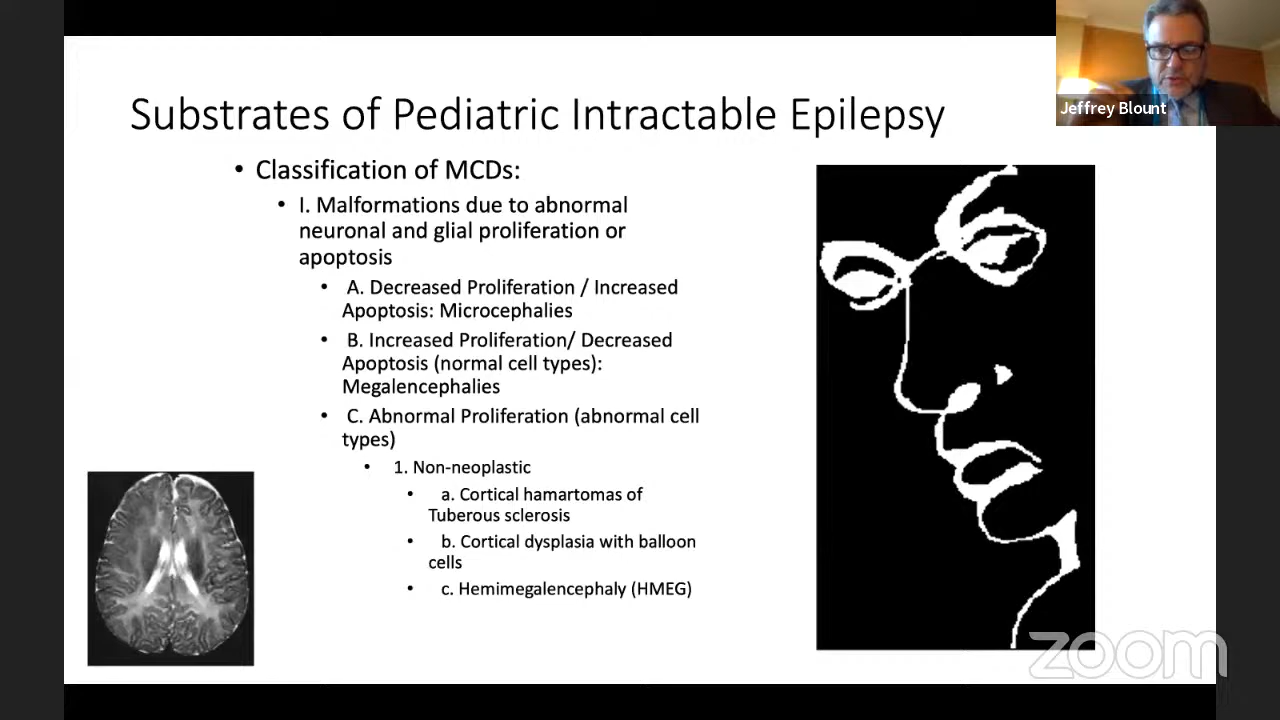 Substrates of Pediatric Intractable Epilepsy
Jeffrey Blount
• Classification of MCDs:
• I. Malformations due to abnormal
neuronal and glial proliferation or
apoptosis
• A. Decreased Proliferation / Increased
Apoptosis: Microcephalies
• B. Increased Proliferation/ Decreased
Apoptosis (normal cell types):
Megalencephalies
• C. Abnormal Proliferation (abnormal cell
types)
• 1. Non-neoplastic
• a. Cortical hamartomas of
Tuberous sclerosis
• b. Cortical dysplasia with balloon
cells
• c. Hemimegalencephaly (HMEG)
zoom